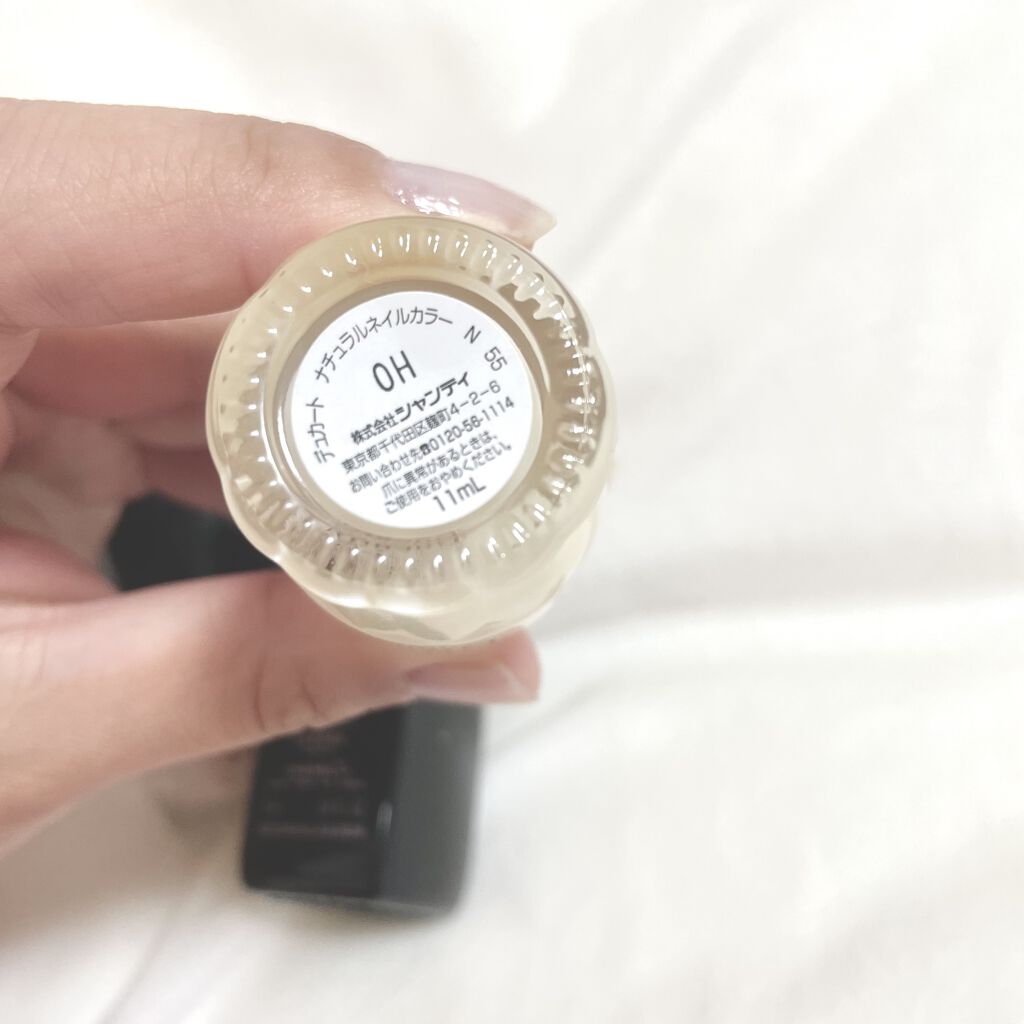 デュカート ナチュラルネイルカラー N 55
OH
株式会社シャンティ
東京都千代田区麹町4-2-6
お問い合わせ先☎0120-56-1114
爪に異常があるときは、
ご使用をおやめください。
11mL